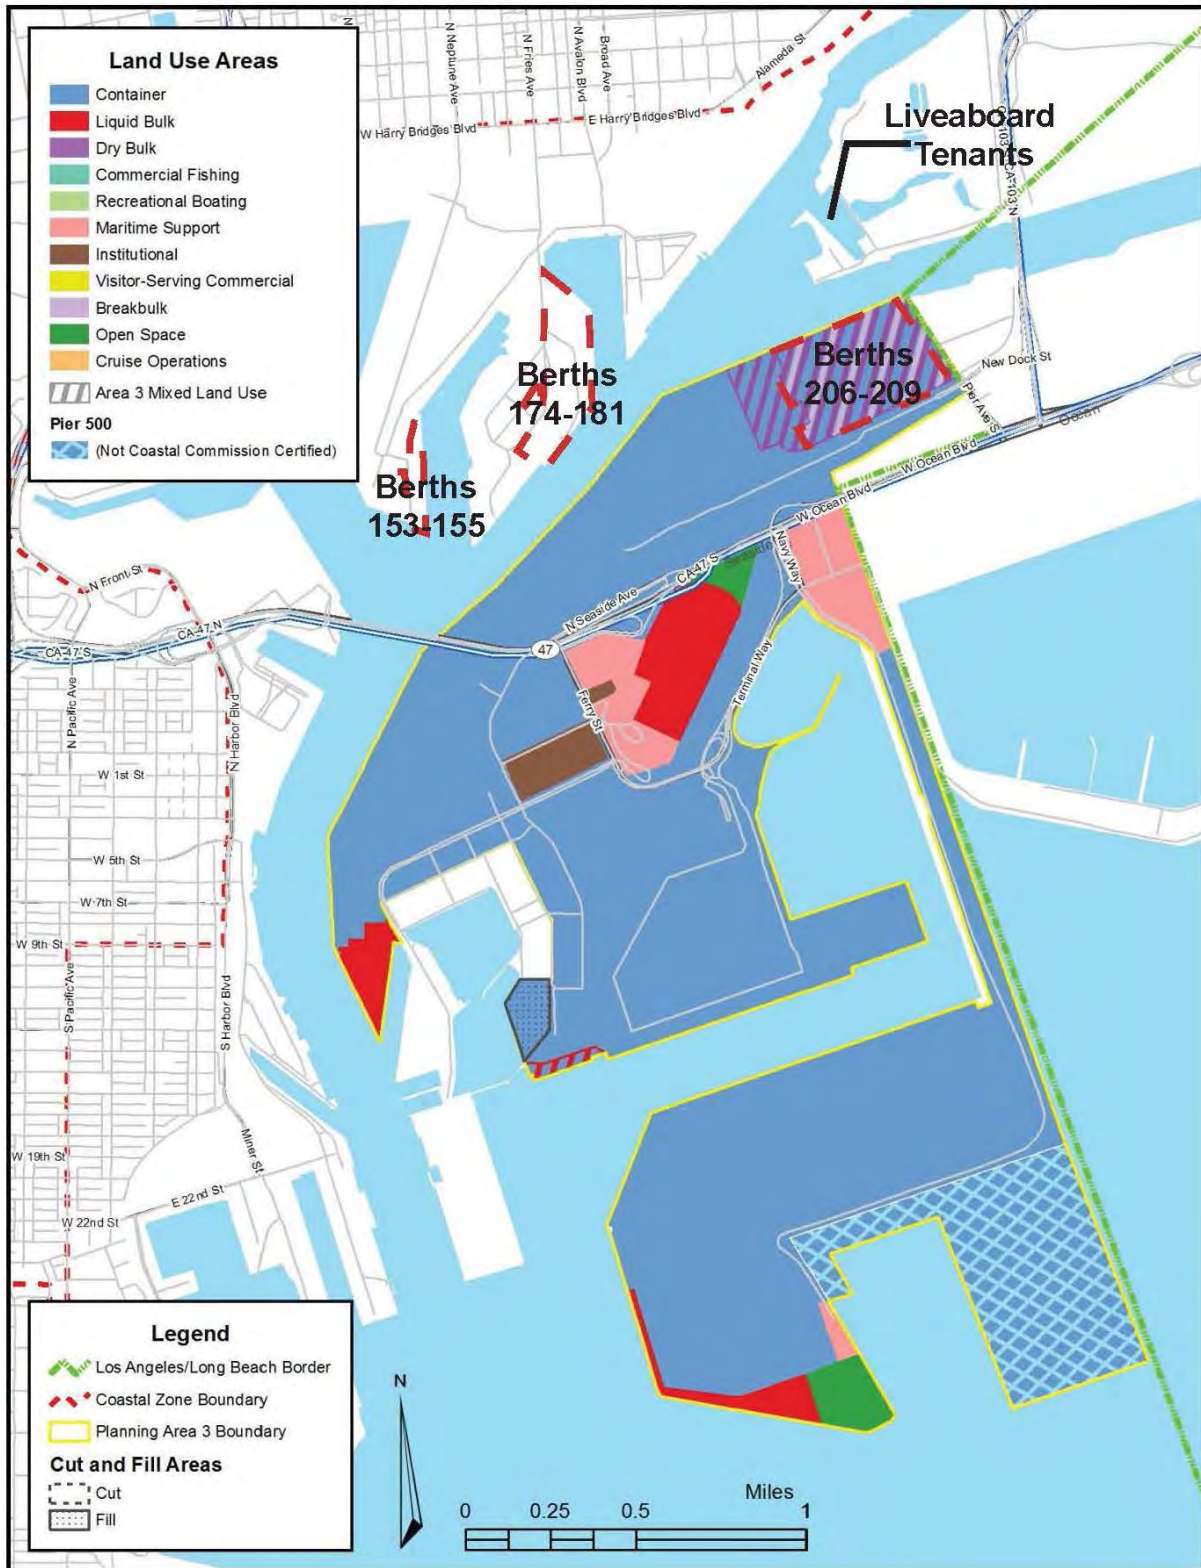 Land Use Areas
Container
Liquid Bulk
Dry Bulk
Commercial Fishing
Recreational Boating
Maritime Support
Institutional
Visitor-Serving Commercial
Breakbulk
Open Space
Cruise Operations
Area 3 Mixed Land Use
Pier 500
(Not Coastal Commission Certified)
N Neptune Ave
N Fries Ave
N Avalon Blvd
Broad Ave
Alameda St
W Harry Bridges Blvd
E Harry Bridges Blvd
Liveaboard
Tenants
CA-103 N
Berths
174-181
Berths
206-209
New Dock St
Pier Ave S
Ocean
W Ocean Blvd
W Ocean Blvd
Berths
153-155
Navy Way
Seaside
CA-47 S
N Seaside Ave
47
Ferry St
Terminal Way
N Front St
CA-47 N
CA-47 S
N Pacific Ave
N Harbor Blvd
W 1st St
W 5th St
W 7th St
W 9th St
S Pacific Ave
S Harbor Blvd
Miner St
W 19th St
E 22nd St
W 22nd St
Legend
Los Angeles/Long Beach Border
Coastal Zone Boundary
Planning Area 3 Boundary
Cut and Fill Areas
Cut
Fill
N
Miles
0 0.25 0.5 1